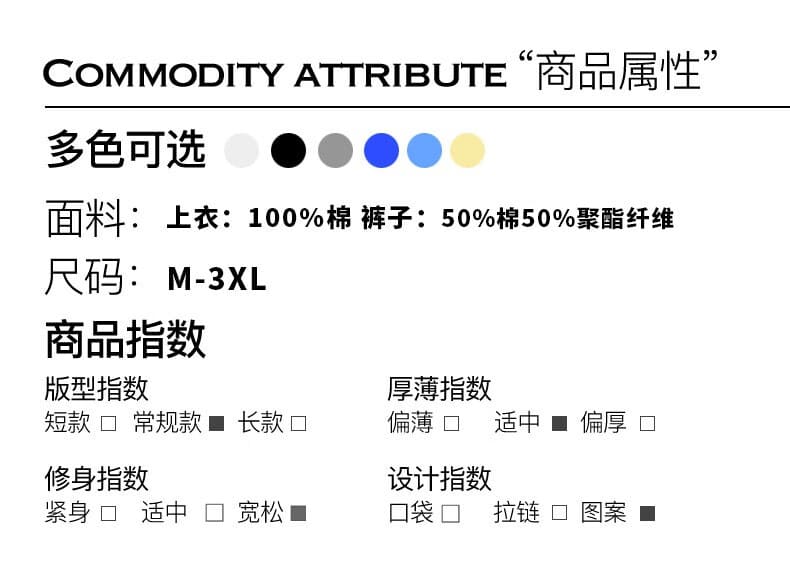 COMMODITY ATTRIBUTE “商品属性”
多色可选
面料： 上衣：100%棉 裤子：50%棉50%聚酯纤维
尺码： M-3XL
商品指数
版型指数 厚薄指数
短款 □ 常规款 ■ 长款 □ 偏薄 □ 适中 ■ 偏厚 □
修身指数 设计指数
紧身 □ 适中 □ 宽松 ■ 口袋 □ 拉链 □ 图案 ■